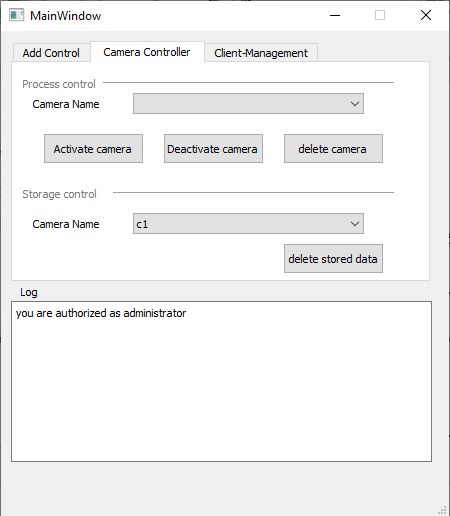 MainWindow
Add Control
Camera Controller
Client-Management
Process control
Camera Name
Activate camera
Deactivate camera
delete camera
Storage control
Camera Name
c1
delete stored data
Log
you are authorized as administrator